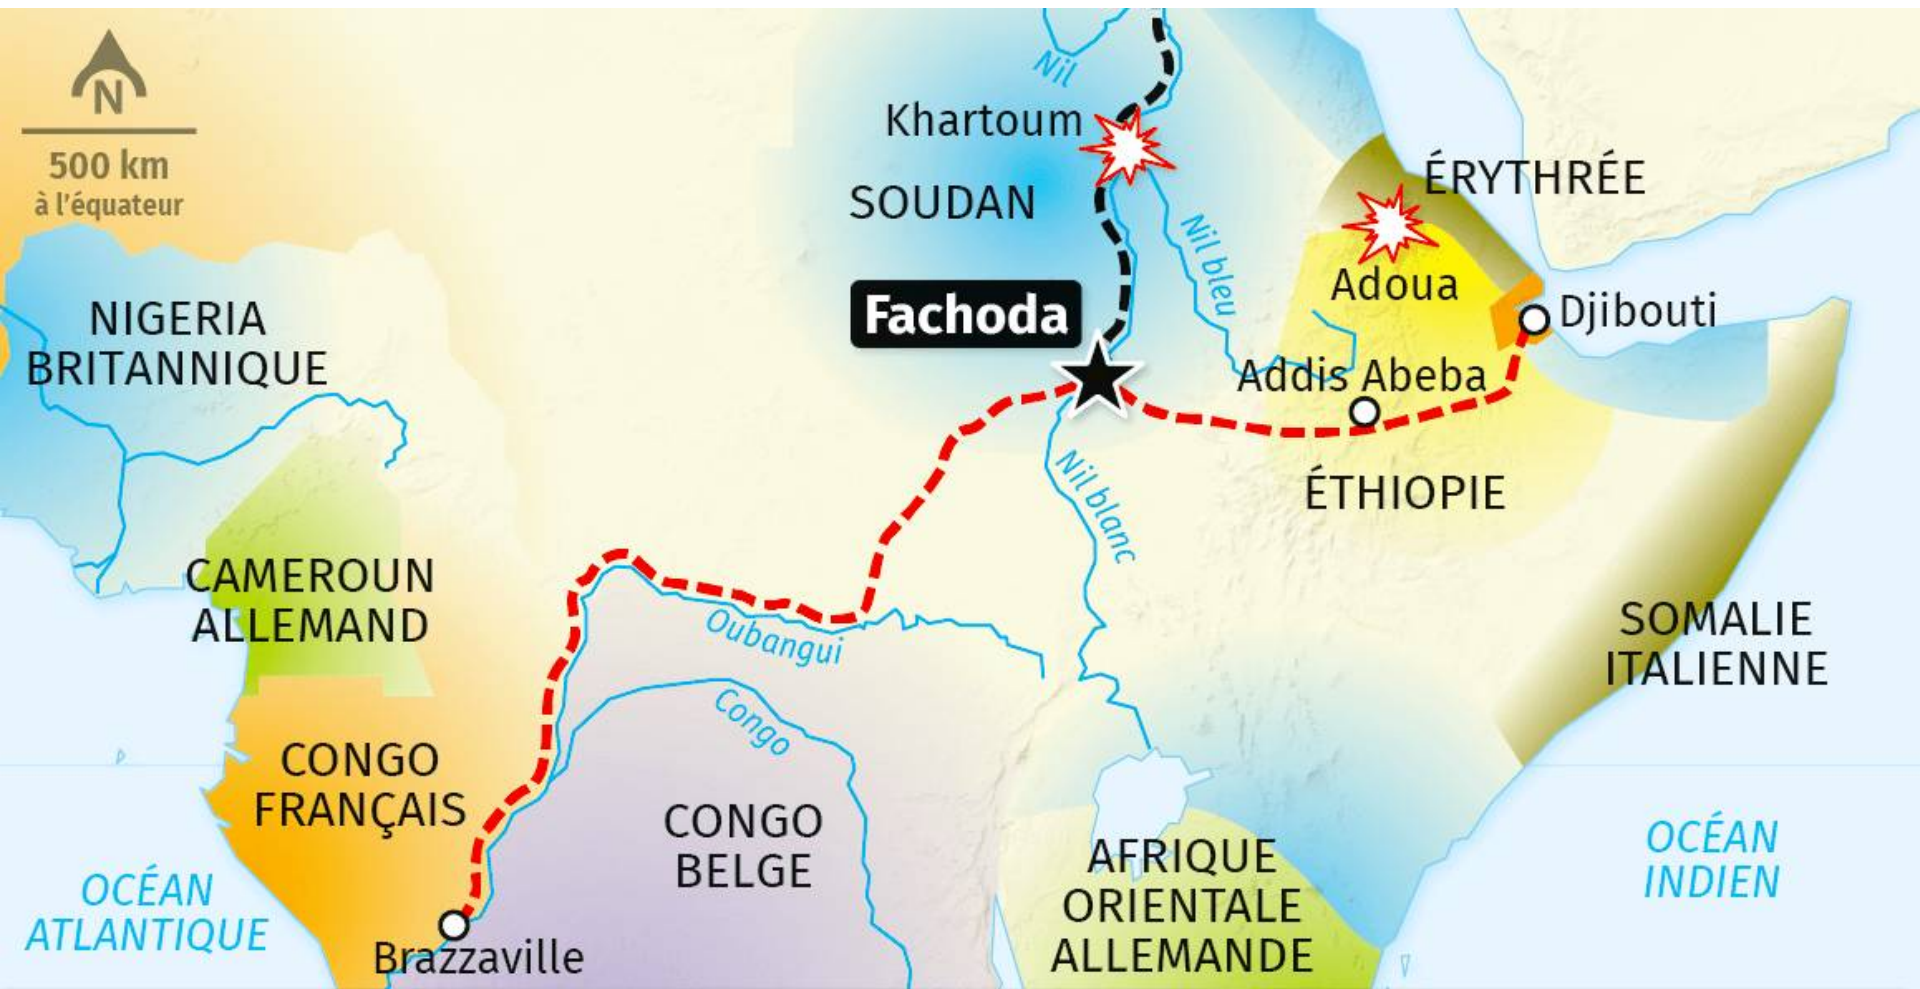 N
500 km
à l'équateur
Nil
Khartoum
SOUDAN
ÉRYTHRÉE
Nil bleu
Adoua
Fachoda
Djibouti
NIGERIA
BRITANNIQUE
Addis Abeba
ÉTHIOPIE
Nil blanc
CAMEROUN
ALLEMAND
Oubangui
SOMALIE
ITALIENNE
Congo
CONGO
FRANÇAIS
CONGO
BELGE
AFRIQUE
ORIENTALE
ALLEMANDE
OCÉAN
INDIEN
OCÉAN
ATLANTIQUE
Brazzaville